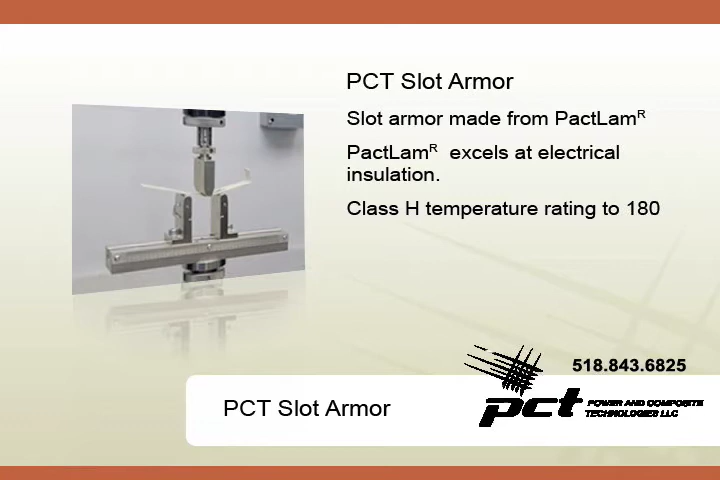 PCT Slot Armor
Slot armor made from PactLamᴿ
PactLamᴿ excels at electrical
insulation.
Class H temperature rating to 180
518.843.6825
PCT Slot Armor
pct POWER AND COMPOSITE
TECHNOLOGIES LLC